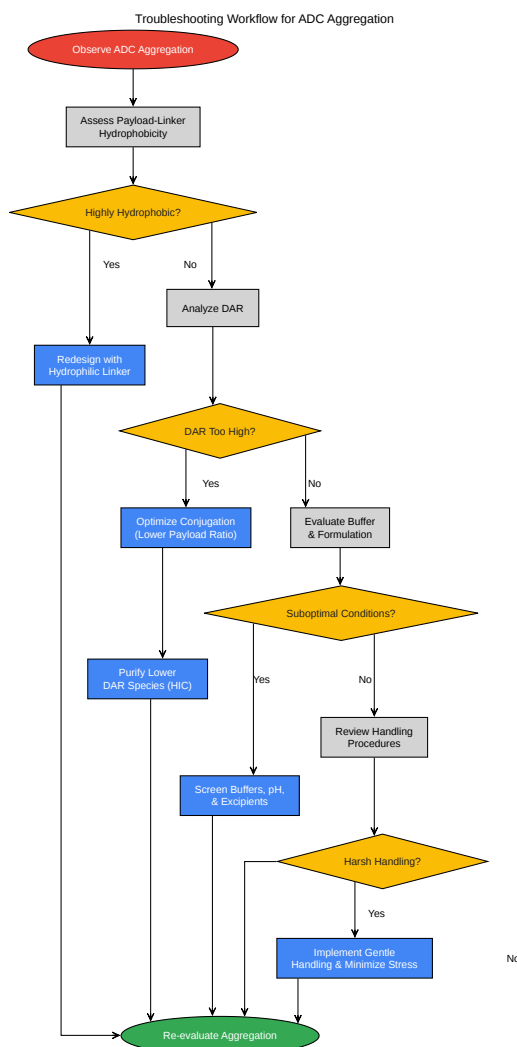 Troubleshooting Workflow for ADC Aggregation
Observe ADC Aggregation
Assess Payload-Linker
Hydrophobicity
Highly Hydrophobic?
Yes
No
Analyze DAR
Redesign with
Hydrophilic Linker
DAR Too High?
Yes
No
Optimize Conjugation
(Lower Payload Ratio)
Evaluate Buffer
& Formulation
Suboptimal Conditions?
Purify Lower
DAR Species (HIC)
Yes
No
Review Handling
Procedures
Screen Buffers, pH,
& Excipients
Harsh Handling?
Yes
Implement Gentle
Handling & Minimize Stress
No
Re-evaluate Aggregation